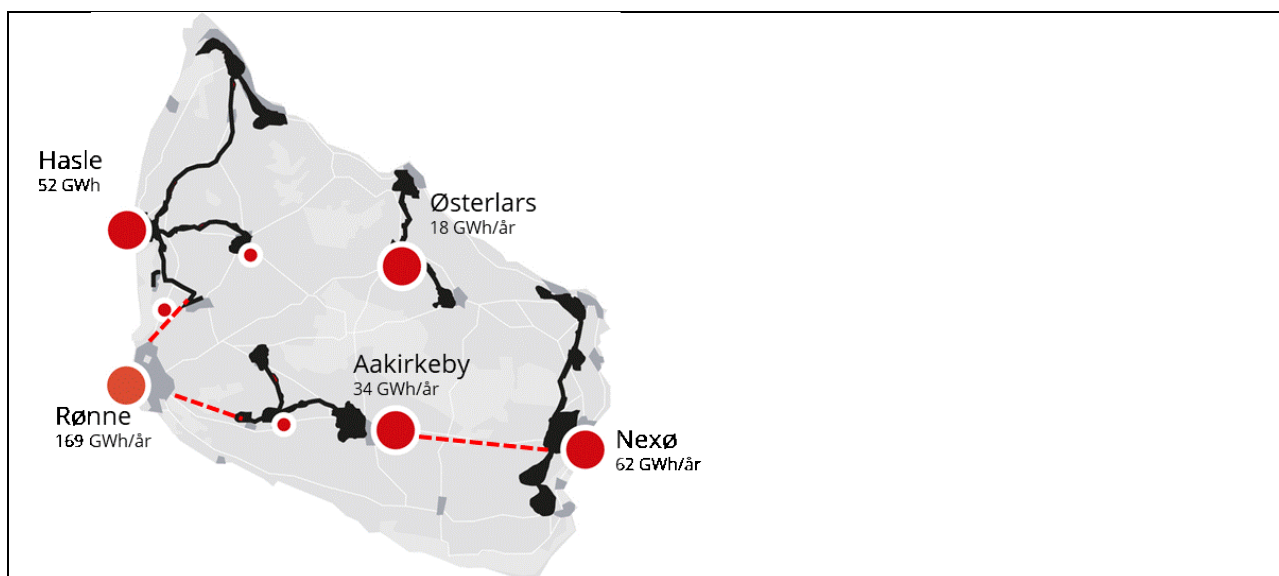 Hasle
52 GWh
Østerlars
18 GWh/år
Aakirkeby
34 GWh/år
Rønne
169 GWh/år
Nexø
62 GWh/år